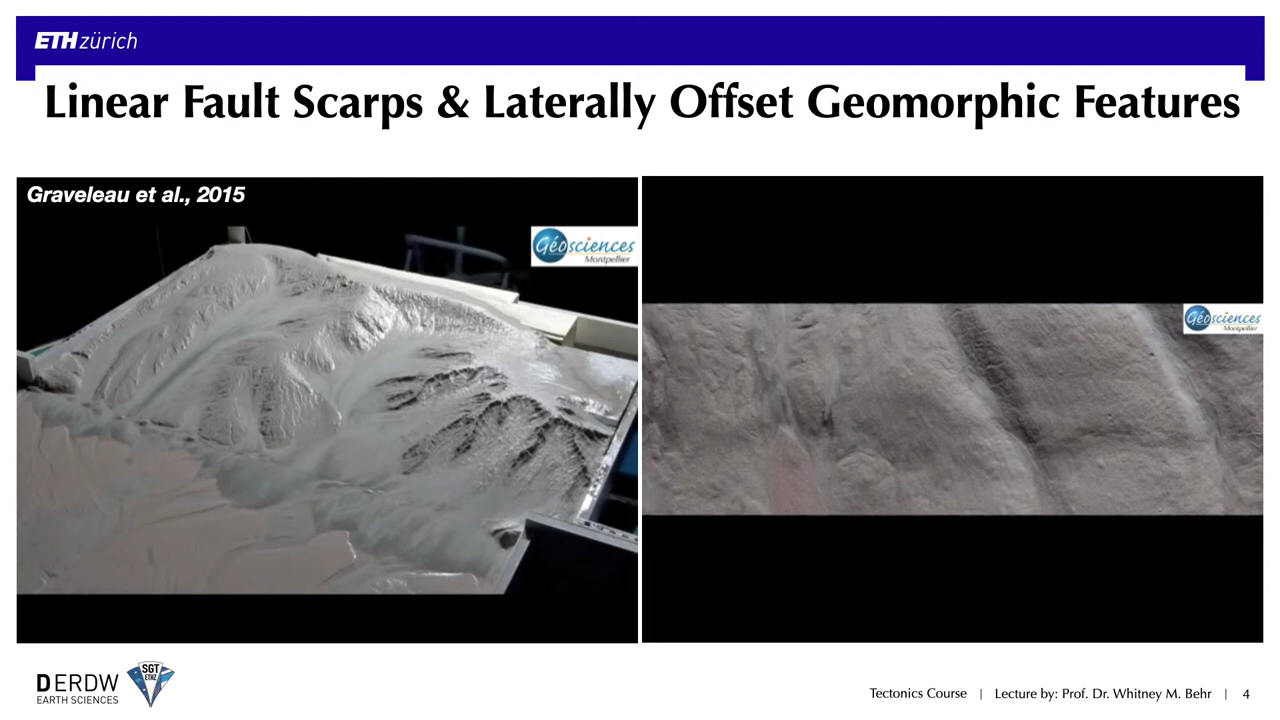 ETH zürich
Linear Fault Scarps & Laterally Offset Geomorphic Features
Graveleau et al., 2015
Géosciences
Montpellier
Géosciences
Montpellier
DERDW
EARTH SCIENCES
SGT
ETHZ
Tectonics Course | Lecture by: Prof. Dr. Whitney M. Behr | 4